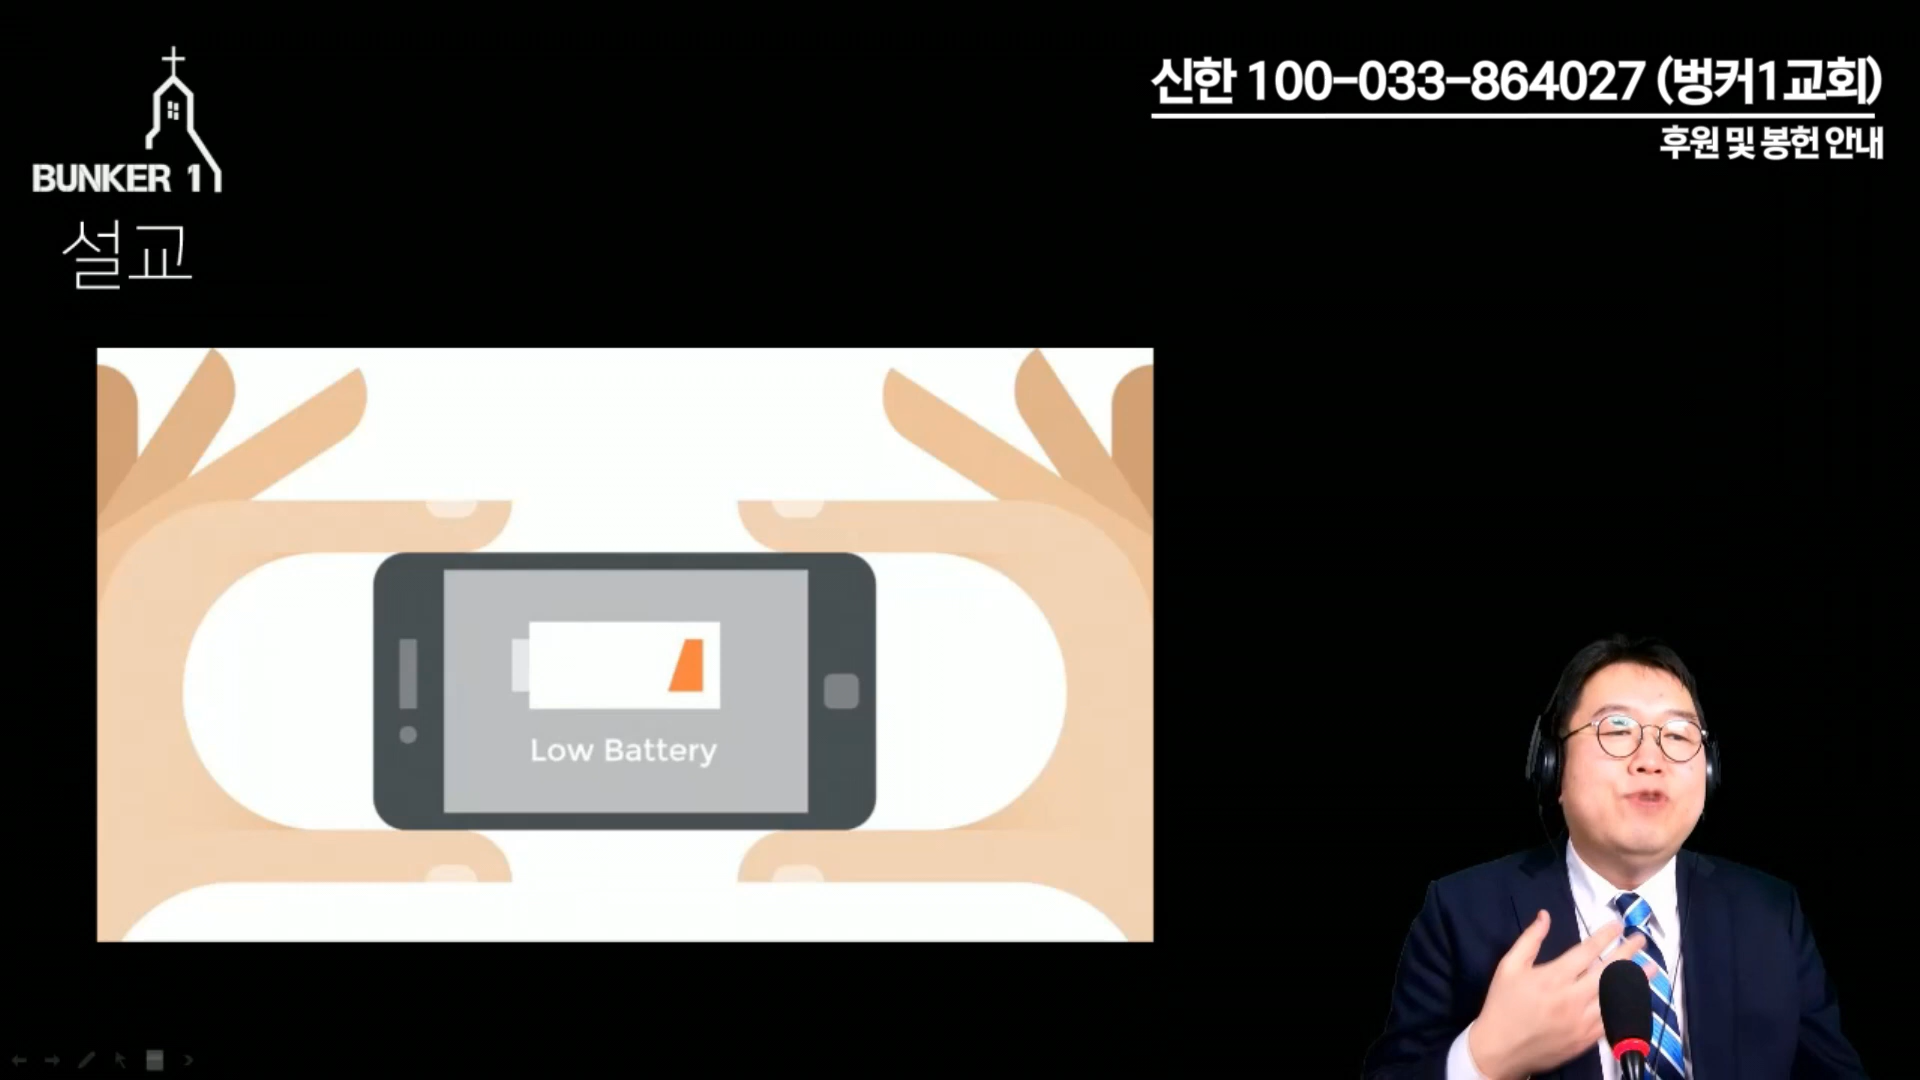 BUNKER 1
설교
신한 100-033-864027 (벙커1교회)
후원 및 봉헌 안내
Low Battery